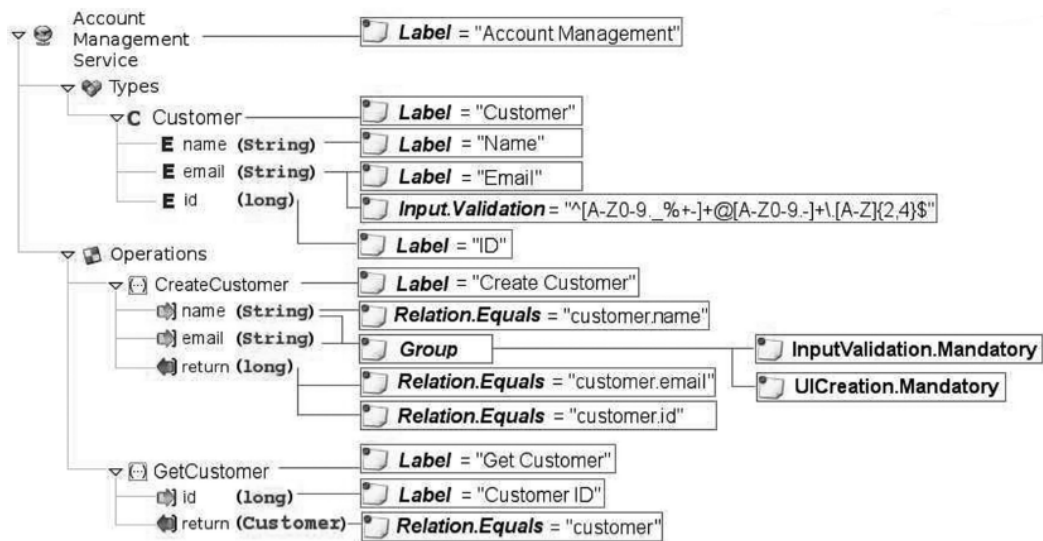 Account
Management
Service
Label = "Account Management"
Types
C Customer
Label = "Customer"
E name (String)
Label = "Name"
E email (String)
Label = "Email"
Input.Validation = "^[A-Z0-9._%+-]+@[A-Z0-9.-]+\.[A-Z]{2,4}$"
E id (long)
Label = "ID"
Operations
CreateCustomer
Label = "Create Customer"
name (String)
Relation.Equals = "customer.name"
email (String)
Group
InputValidation.Mandatory
return (long)
Relation.Equals = "customer.email"
UICreation.Mandatory
Relation.Equals = "customer.id"
GetCustomer
Label = "Get Customer"
id (long)
Label = "Customer ID"
return (Customer)
Relation.Equals = "customer"